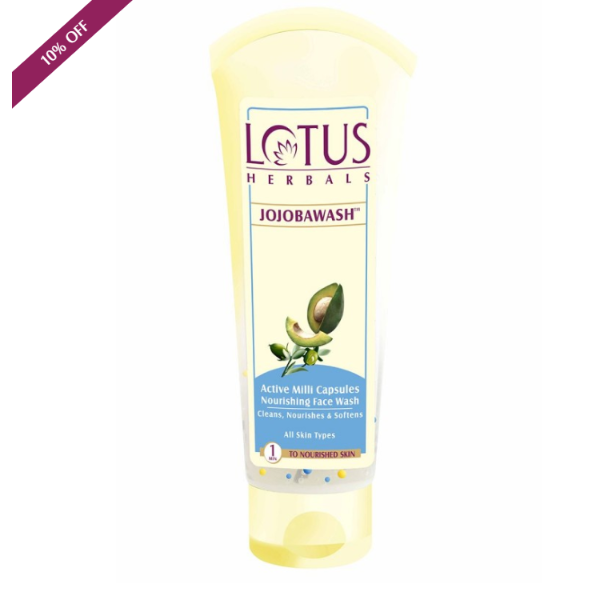 10% OFF
LOTUS
HERBALS
JOJOBAWASH™
Active Milli Capsules
Nourishing Face Wash
Cleans, Nourishes & Softens
All Skin Types
1
MIN
TO NOURISHED SKIN